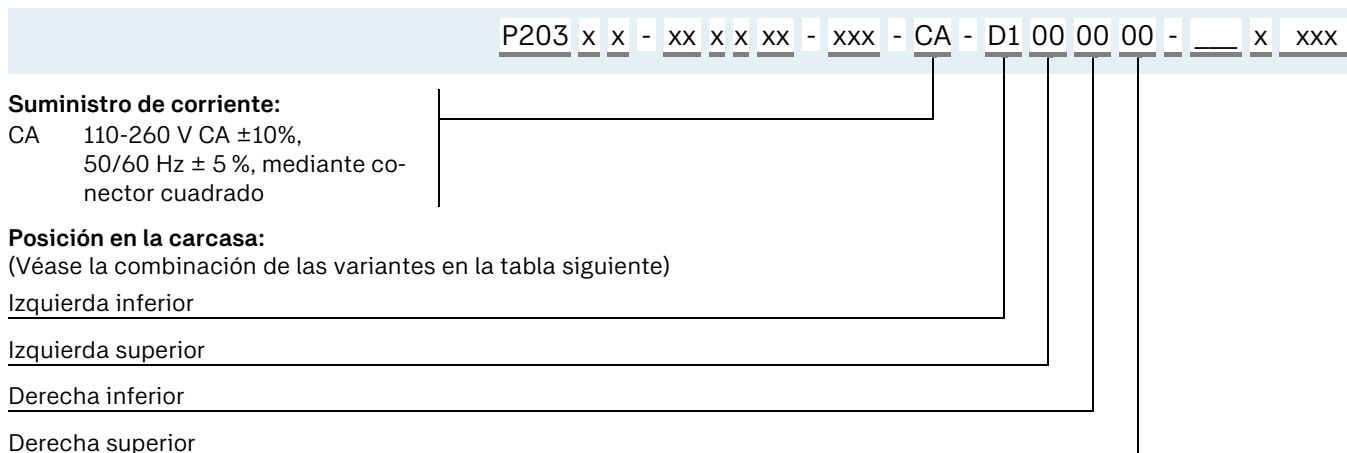 P203 x x - xx x x xx - xxx - CA - D1 00 00 00 - ___ x xxx
Suministro de corriente:
CA 110-260 V CA ±10%,
50/60 Hz ± 5 %, mediante co-
nector cuadrado
Posición en la carcasa:
(Véase la combinación de las variantes en la tabla siguiente)
Izquierda inferior
Izquierda superior
Derecha inferior
Derecha superior